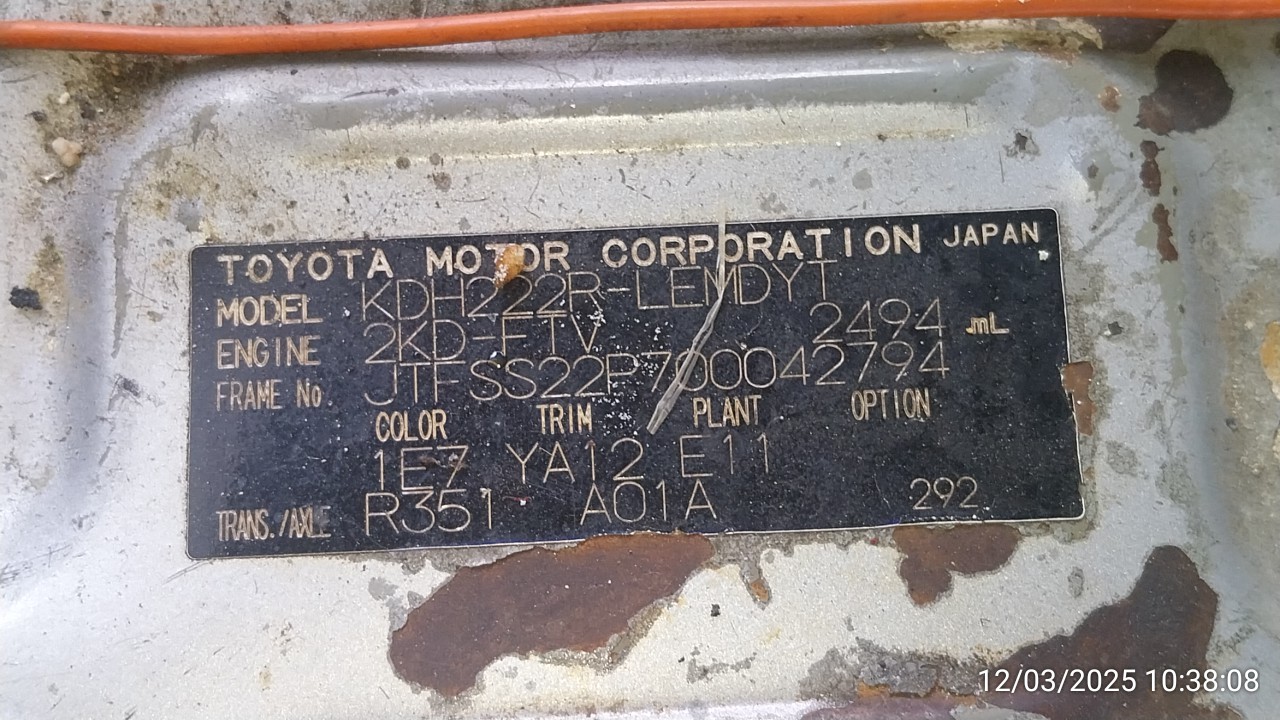 TOYOTA MOTOR CORPORATION JAPAN
MODEL KDH222R-LEMDYT
ENGINE 2KD-FTV 2494 mL
FRAME No. JTFSS22P700042794
COLOR TRIM PLANT OPTION
1E7 YA12 E11
TRANS./AXLE R351 A01A 292
12/03/2025 10:38:08